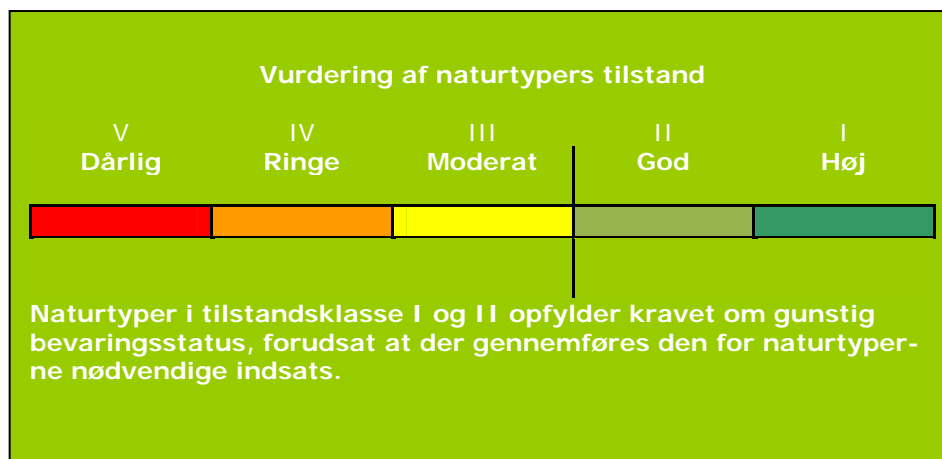 Vurdering af naturtypers tilstand
V IV III II I
Dårlig Ringe Moderat God Høj
Naturtyper i tilstandsklasse I og II opfylder kravet om gunstig
bevaringsstatus, forudsat at der gennemføres den for naturtyper-
ne nødvendige indsats.